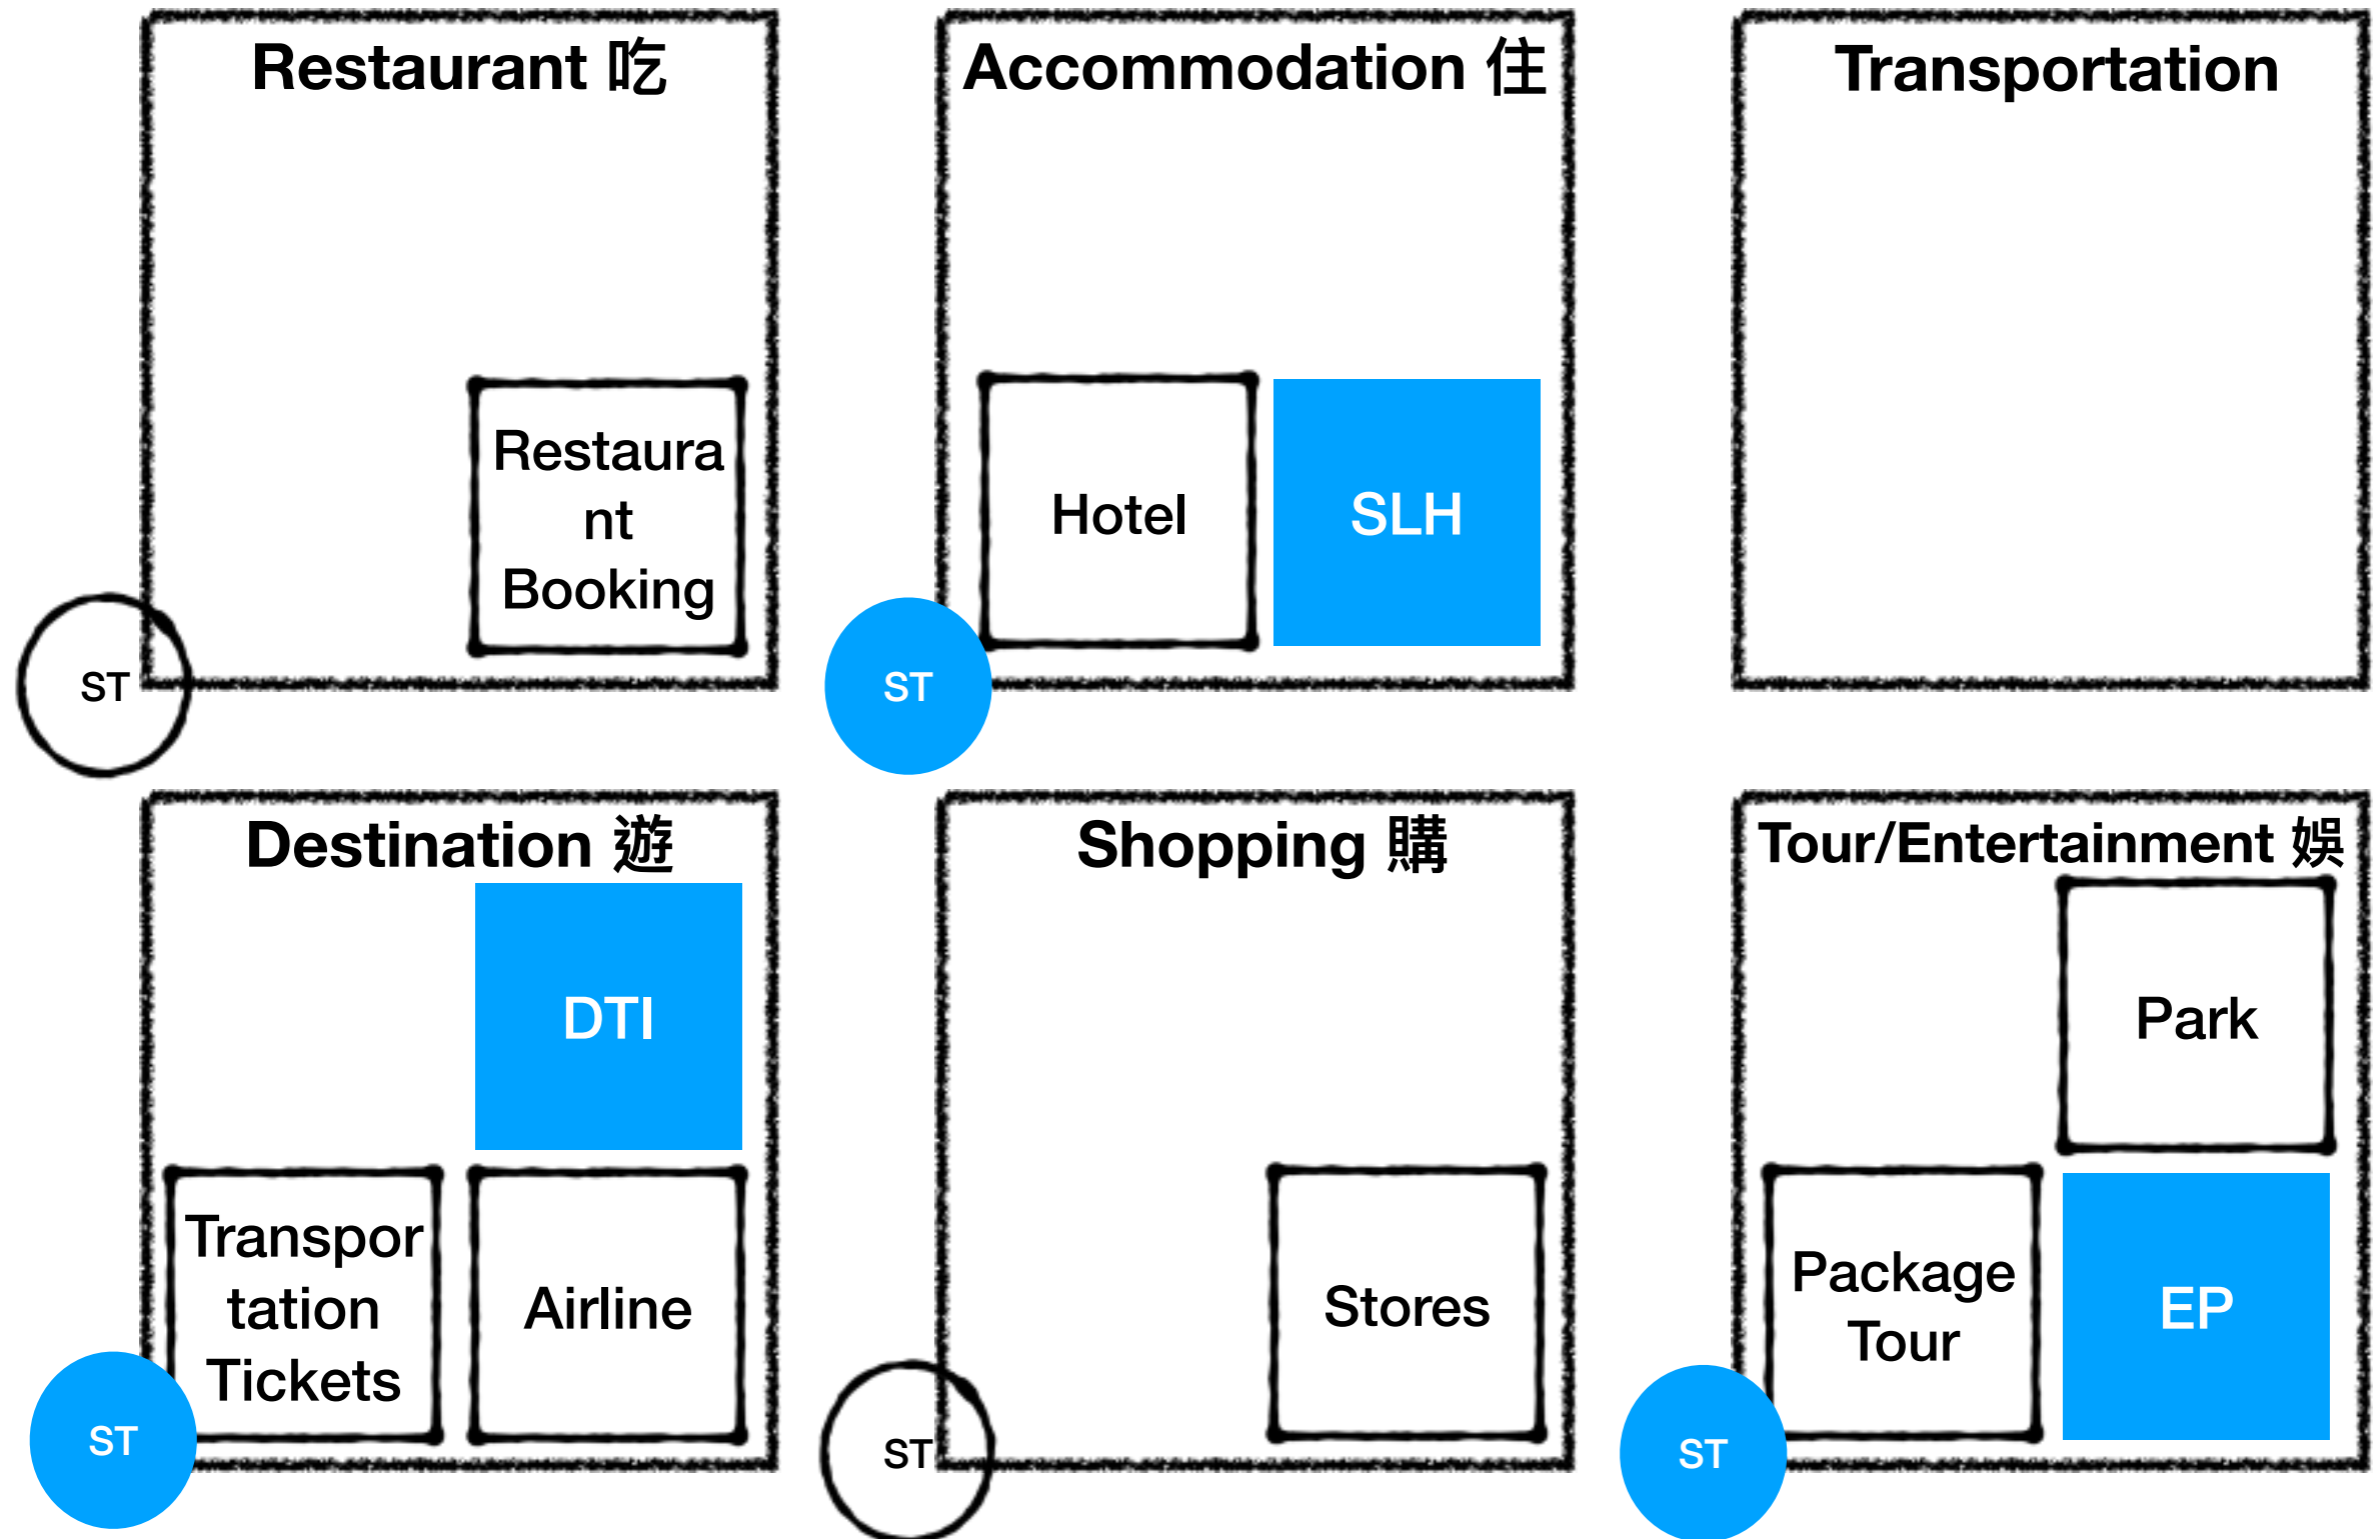 Restaurant 吃
Restaura
nt
Booking
ST
Accommodation 住
Hotel
SLH
ST
Transportation
Destination 遊
DTI
Transpor
tation
Tickets
Airline
ST
Shopping 購
Stores
ST
Tour/Entertainment 娛
Park
Package
Tour
EP
ST